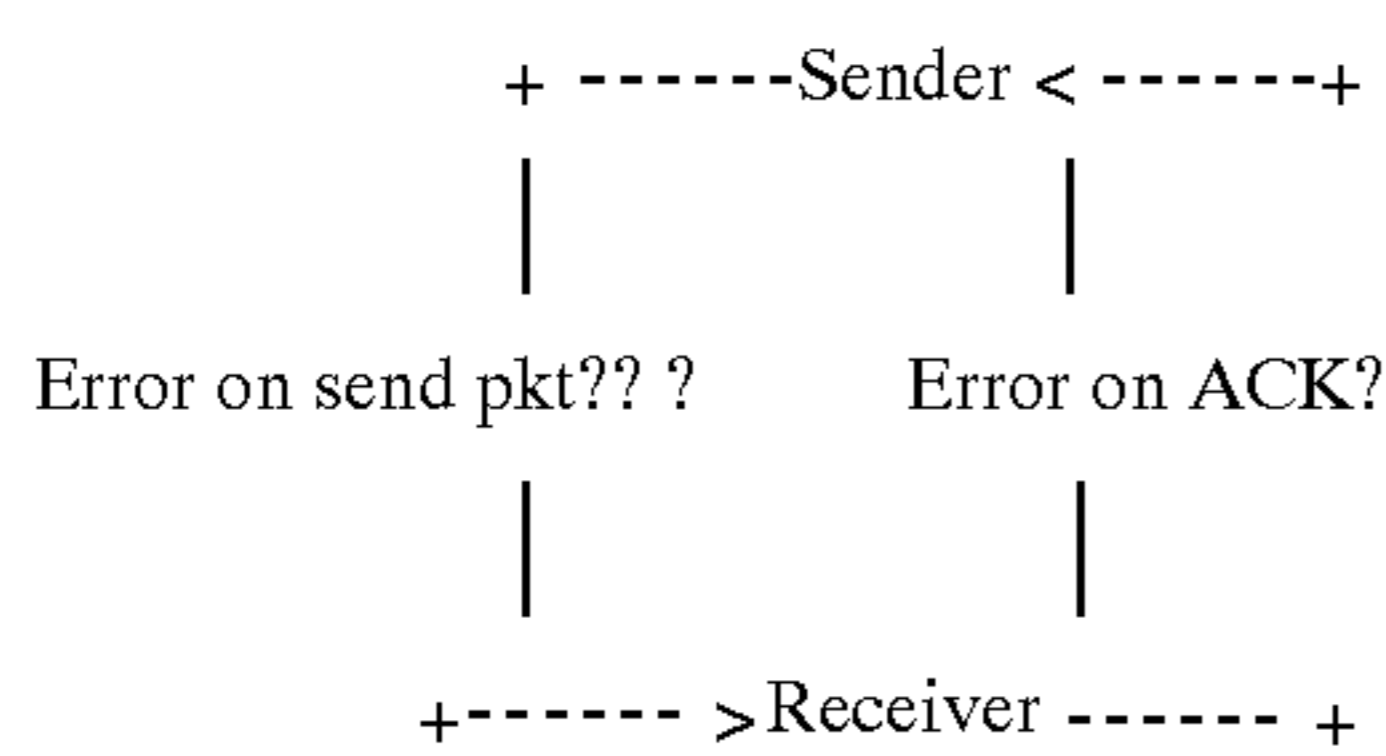 + ------Sender < ------+
| |
Error on send pkt?? ? Error on ACK?
| |
+------ >Receiver ------ +